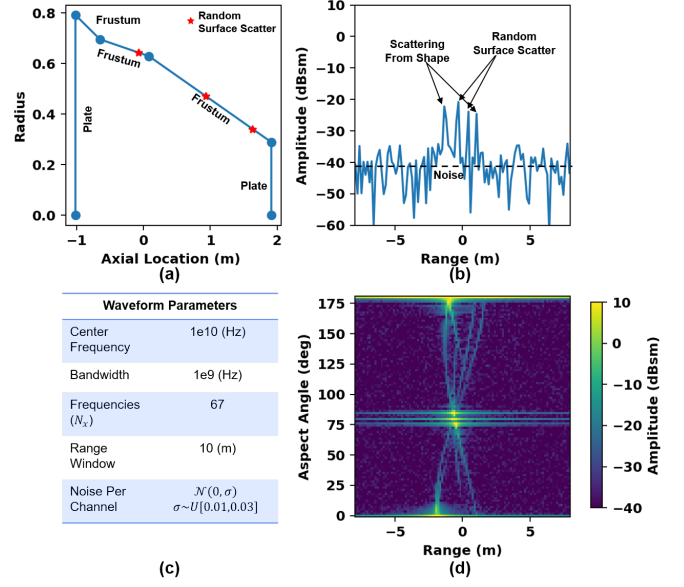 Frustum
Random
Surface Scatter
Frustum
Frustum
Plate
Plate
0.8
0.6
0.4
0.2
0.0
Radius
−1
0
1
2
Axial Location (m)
(a)
10
0
−10
−20
−30
−40
−50
−60
Amplitude (dBsm)
Scattering
From Shape
Random
Surface Scatter
Noise
−5
0
5
Range (m)
(b)
Waveform Parameters
Center
Frequency
1e10 (Hz)
Bandwidth
1e9 (Hz)
Frequencies
(𝑁ₓ)
67
Range
Window
10 (m)
Noise Per
Channel
𝒩(0, 𝜎)
𝜎~𝑈[0.01,0.03]
(c)
175
150
125
100
75
50
25
0
Aspect Angle (deg)
−5
0
5
Range (m)
10
0
−10
−20
−30
−40
Amplitude (dBsm)
(d)